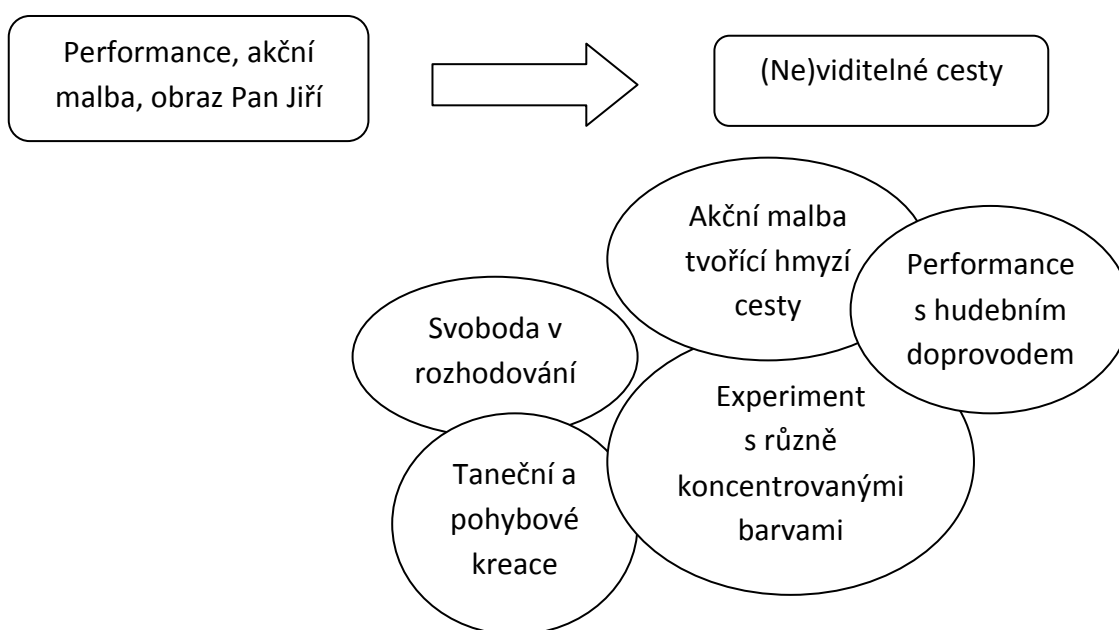 Performance, akční
malba, obraz Pan Jiří
(Ne)viditelné cesty
Akční malba
tvořící hmyzí
cesty
Performance
s hudebním
doprovodem
Svoboda v
rozhodování
Experiment
s různě
koncentrovanými
barvami
Taneční a
pohybové
kreace